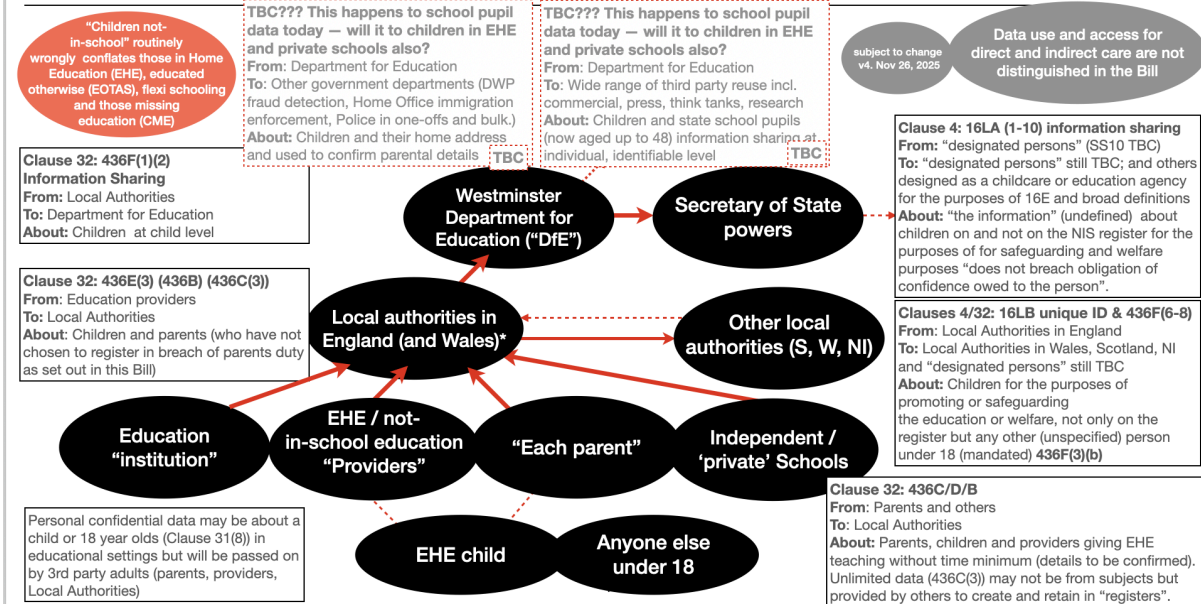 “Children not-
in-school” routinely
wrongly  conflates those in Home
Education (EHE), educated
otherwise (EOTAS), flexi schooling
and those missing
education (CME)
TBC??? This happens to school pupil
data today — will it to children in EHE
and private schools also?
From: Department for Education
To: Other government departments (DWP
fraud detection, Home Office immigration
enforcement, Police in one-offs and bulk.)
About: Children and their home address
and used to confirm parental details
TBC
TBC??? This happens to school pupil
data today — will it to children in EHE
and private schools also?
From: Department for Education
To: Wide range of third party reuse incl.
commercial, press, think tanks, research
About: Children and state school pupils
(now aged up to 48) information sharing at
individual, identifiable level
TBC
subject to change
v4. Nov 26, 2025
Data use and access for
direct and indirect care are not
distinguished in the Bill
Clause 32: 436F(1)(2)
Information Sharing
From: Local Authorities
To: Department for Education
About: Children  at child level
Westminster
Department for
Education (“DfE”)
Secretary of State
powers
Clause 4: 16LA (1-10) information sharing
From: “designated persons” (SS10 TBC)
To: “designated persons” still TBC; and others
designed as a childcare or education agency
for the purposes of 16E and broad definitions
About: “the information” (undefined)  about
children on and not on the NIS register for the
purposes of for safeguarding and welfare
purposes “does not breach obligation of
confidence owed to the person”.
Clause 32: 436E(3) (436B) (436C(3))
From: Education providers
To: Local Authorities
About: Children and parents (who have not
chosen to register in breach of parents duty
as set out in this Bill)
Local authorities in
England (and Wales)*
Other local
authorities (S, W, NI)
Clauses 4/32: 16LB unique ID & 436F(6-8)
From: Local Authorities in England
To: Local Authorities in Wales, Scotland, NI
and “designated persons” still TBC
About: Children for the purposes of
promoting or safeguarding
the education or welfare, not only on the
register but any other (unspecified) person
under 18 (mandated) 436F(3)(b)
Education
“institution”
EHE / not-
in-school education
“Providers”
“Each parent”
Independent /
‘private’ Schools
Clause 32: 436C/D/B
From: Parents and others
To: Local Authorities
About: Parents, children and providers giving EHE
teaching without time minimum (details to be confirmed).
Unlimited data (436C(3)) may not be from subjects but
provided by others to create and retain in “registers”.
Personal confidential data may be about a
child or 18 year olds (Clause 31(8)) in
educational settings but will be passed on
by 3rd party adults (parents, providers,
Local Authorities)
EHE child
Anyone else
under 18